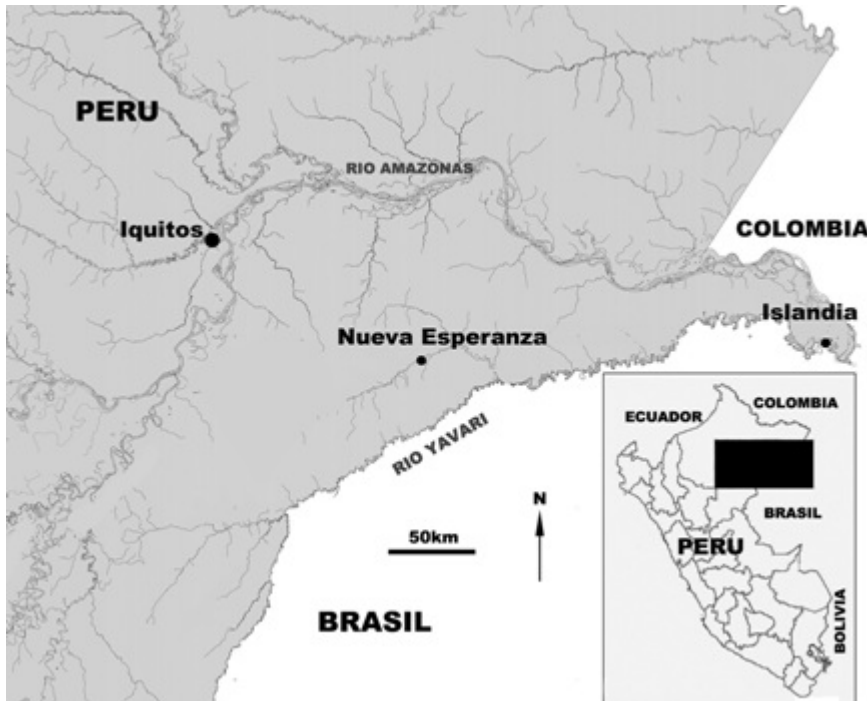 PERU
RIO AMAZONAS
Iquitos
COLOMBIA
Islandia
Nueva Esperanza
RIO YAVARI
N
50km
BRASIL
ECUADOR
COLOMBIA
BRASIL
PERU
BOLIVIA